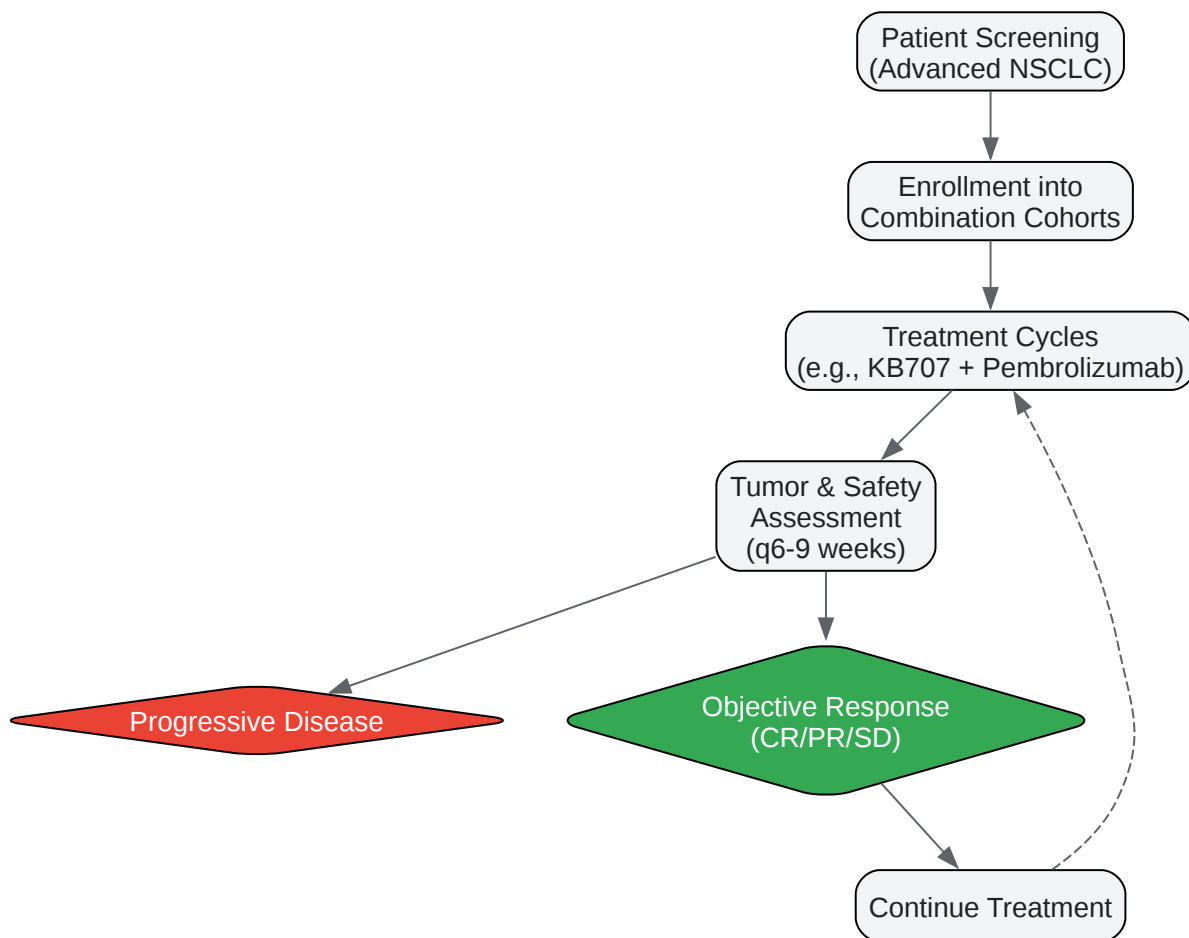 Patient Screening
(Advanced NSCLC)
Enrollment into
Combination Cohorts
Treatment Cycles
(e.g., KB707 + Pembrolizumab)
Tumor & Safety
Assessment
(q6-9 weeks)
Progressive Disease
Objective Response
(CR/PR/SD)
Continue Treatment